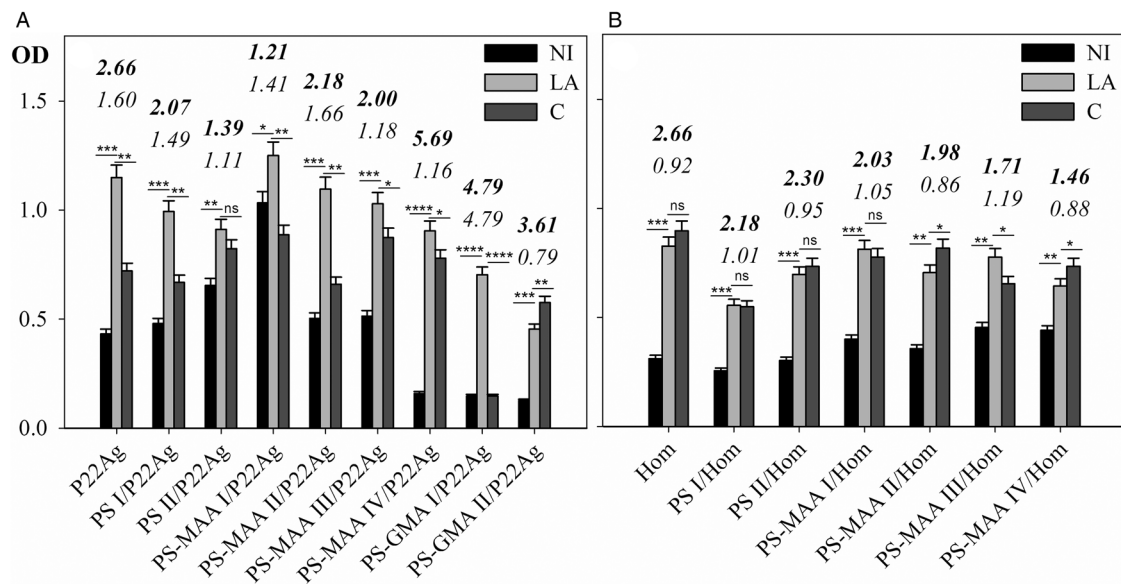 A
OD
NI
LA
C
1.5
1.0
0.5
0.0
2.66
1.60
*** **
2.07
1.49
*** **
1.39
1.11
** ns
1.21
1.41
* **
2.18
1.66
*** **
2.00
1.18
*** *
5.69
1.16
**** *
4.79
4.79
**** ****
3.61
0.79
*** **
P22Ag
PS I/P22Ag
PS II/P22Ag
PS-MAA I/P22Ag
PS-MAA II/P22Ag
PS-MAA III/P22Ag
PS-MAA IV/P22Ag
PS-GMA I/P22Ag
PS-GMA II/P22Ag
B
NI
LA
C
2.66
0.92
*** ns
2.18
1.01
*** ns
2.30
0.95
*** ns
2.03
1.05
*** ns
1.98
0.86
** *
1.71
1.19
** *
1.46
0.88
** *
Hom
PS I/Hom
PS II/Hom
PS-MAA I/Hom
PS-MAA II/Hom
PS-MAA III/Hom
PS-MAA IV/Hom